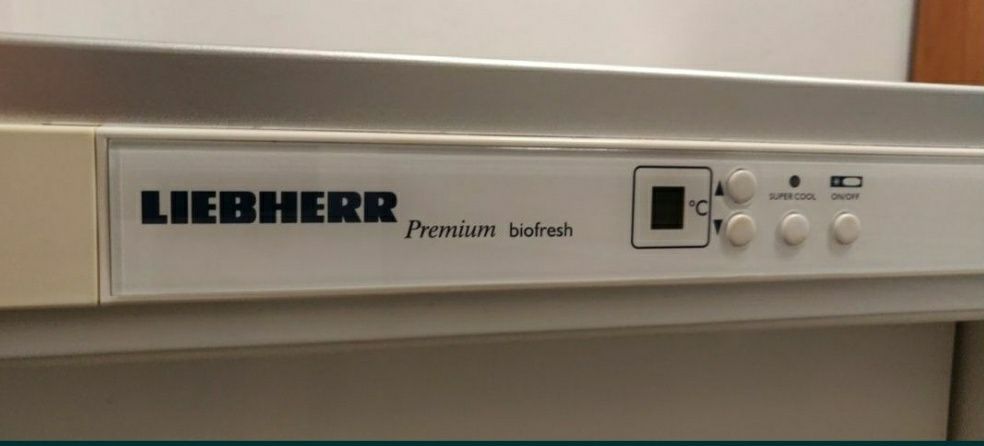 LIEBHERR
Premium biofresh
°C
SUPER COOL
ON/OFF